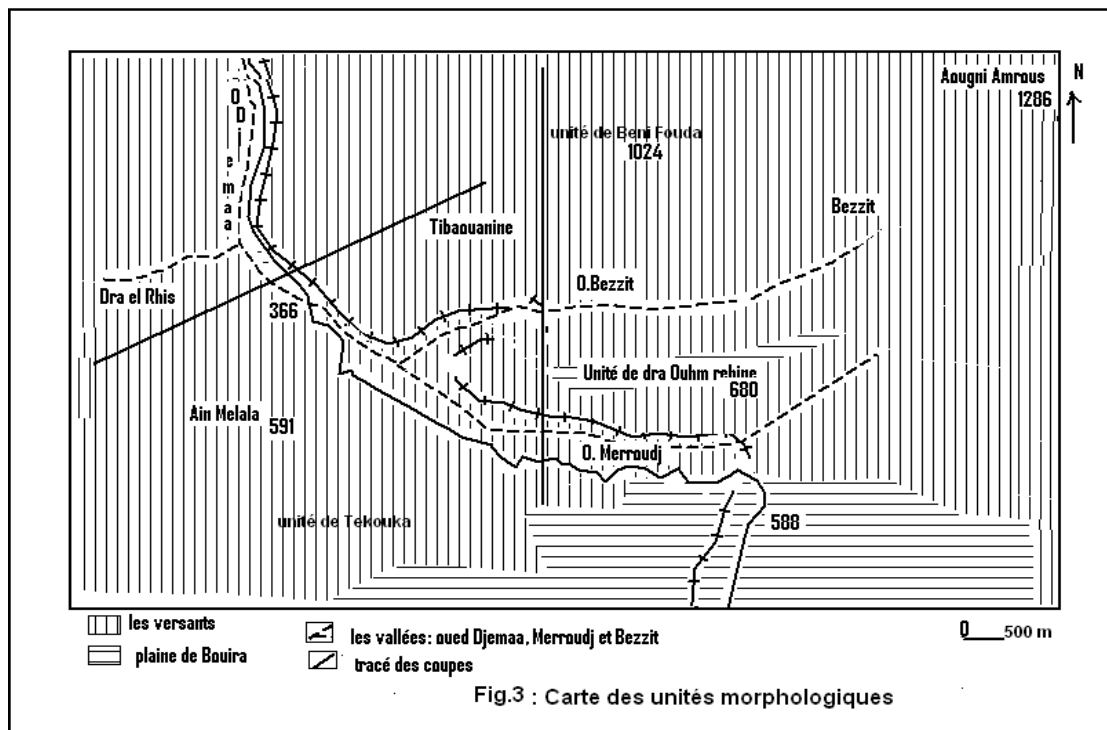 Aougni Amrous
1286
N
unité de Beni Fouda
1024
O
D
j
e
m
a
a
Bezzit
Tibaouanine
O.Bezzit
Dra el Rhis
366
Unité de dra Ouhm rehine
680
Ain Melala
591
O. Merroudj
unité de Tekouka
588
les versants
les vallées: oued Djemaa, Merroudj et Bezzit
0 500 m
plaine de Bouira
tracé des coupes
Fig.3 : Carte des unités morphologiques